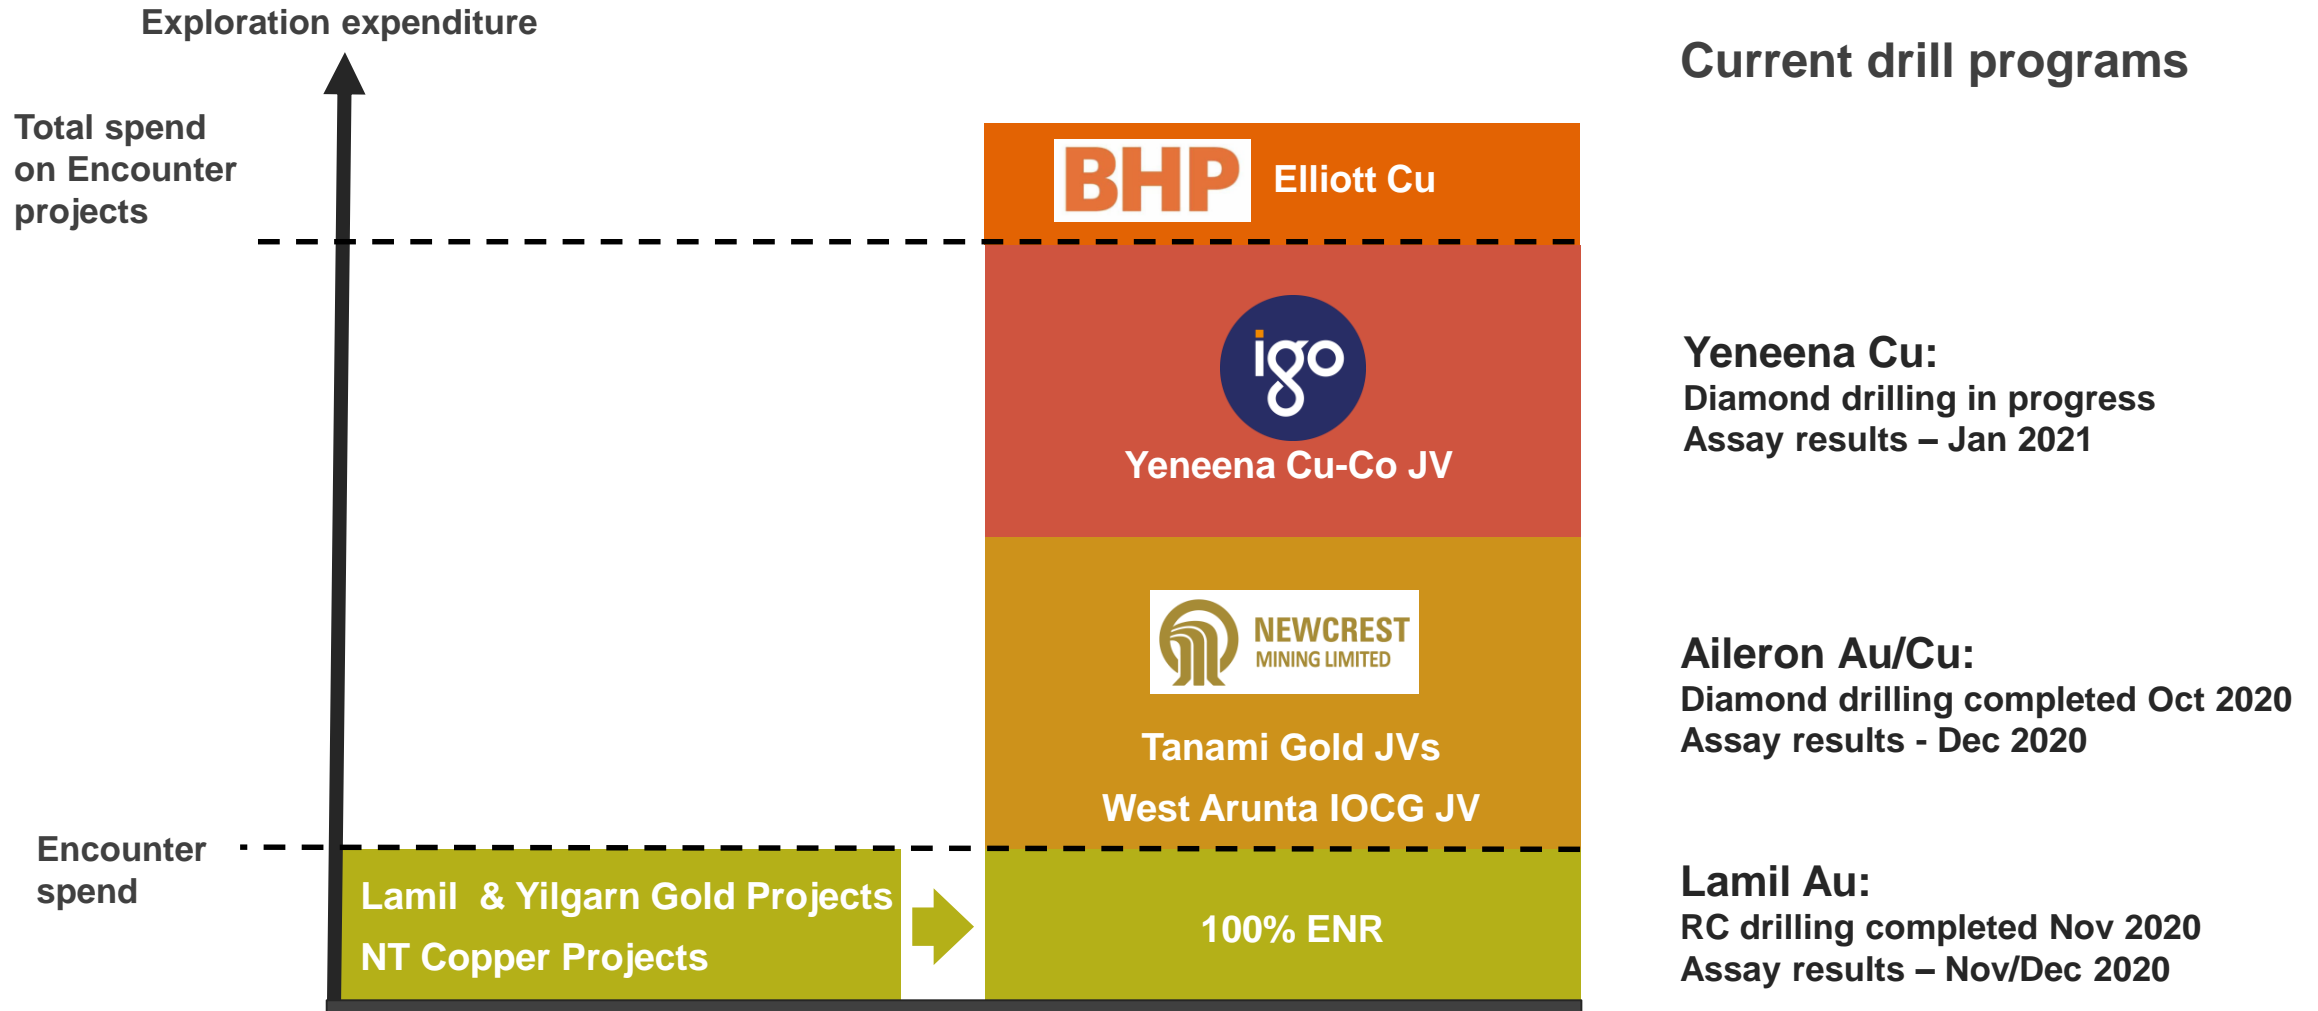 Exploration expenditure
Current drill programs
Total spend
on Encounter
projects
BHP
Elliott Cu
igo
Yeneena Cu-Co JV
Yeneena Cu:
Diamond drilling in progress
Assay results – Jan 2021
NEWCREST
MINING LIMITED
Tanami Gold JVs
West Arunta IOCG JV
Aileron Au/Cu:
Diamond drilling completed Oct 2020
Assay results - Dec 2020
Encounter
spend
Lamil & Yilgarn Gold Projects
NT Copper Projects
100% ENR
Lamil Au:
RC drilling completed Nov 2020
Assay results – Nov/Dec 2020